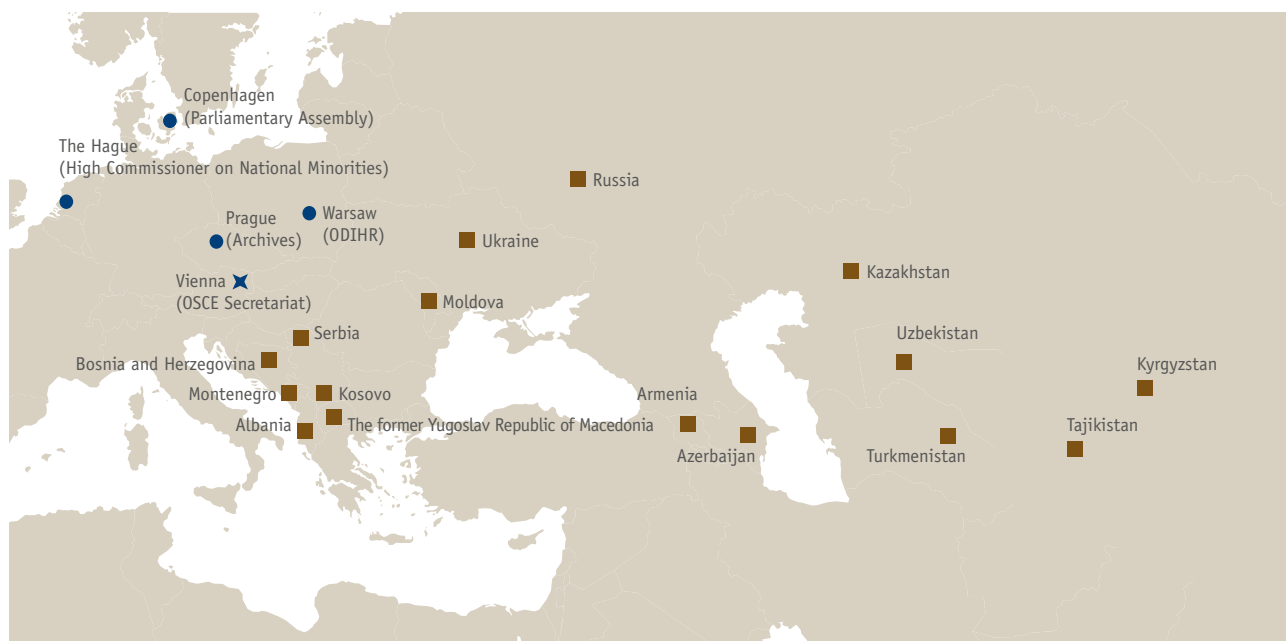 Copenhagen
(Parliamentary Assembly)
The Hague
(High Commissioner on National Minorities)
Russia
Prague
(Archives)
Warsaw
(ODIHR)
Ukraine
Kazakhstan
Vienna
(OSCE Secretariat)
Moldova
Serbia
Uzbekistan
Bosnia and Herzegovina
Kyrgyzstan
Montenegro
Kosovo
Armenia
Albania
The former Yugoslav Republic of Macedonia
Tajikistan
Azerbaijan
Turkmenistan